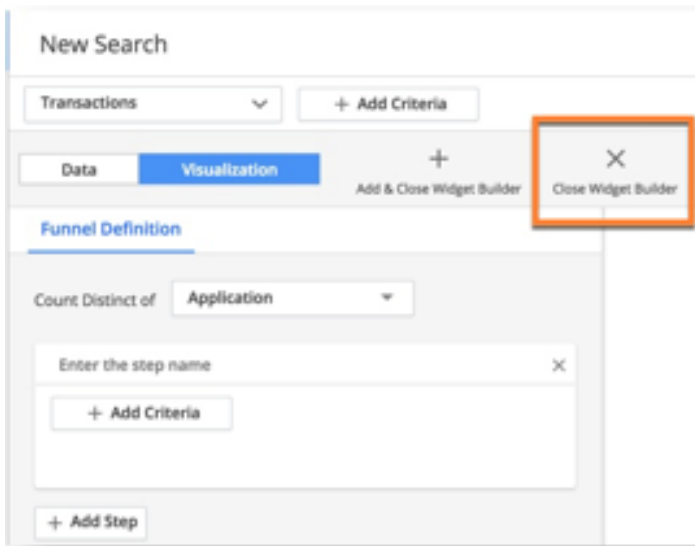 New Search
Transactions
+ Add Criteria
Data
Visualization
Add & Close Widget Builder
Close Widget Builder
Funnel Definition
Count Distinct of
Application
Enter the step name
+ Add Criteria
+ Add Step